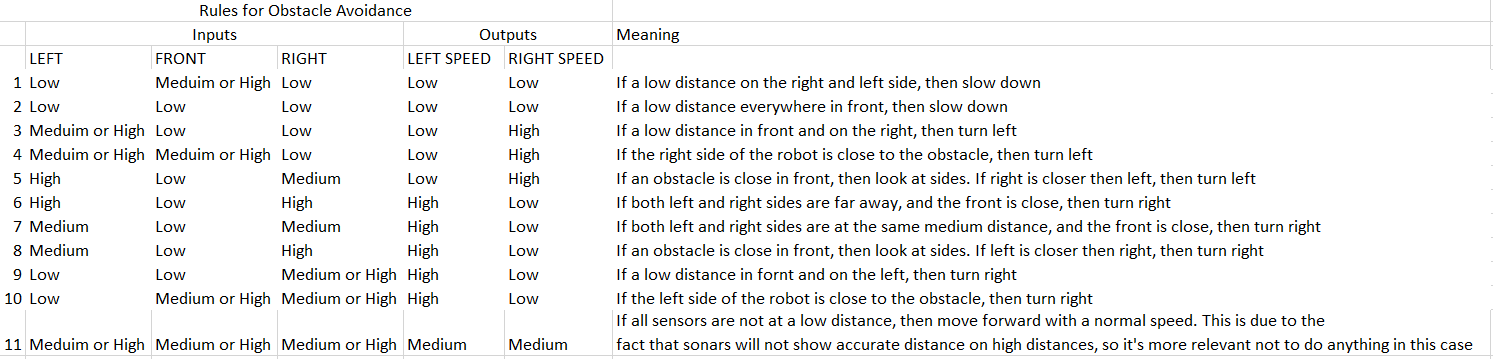 Rules for Obstacle Avoidance
Inputs Outputs Meaning
LEFT FRONT RIGHT LEFT SPEED RIGHT SPEED
1 Low Meduim or High Low Low Low If a low distance on the right and left side, then slow down
2 Low Low Low Low Low If a low distance everywhere in front, then slow down
3 Meduim or High Low Low Low High If a low distance in front and on the right, then turn left
4 Meduim or High Meduim or High Low Low High If the right side of the robot is close to the obstacle, then turn left
5 High Low Medium Low High If an obstacle is close in front, then look at sides. If right is closer then left, then turn left
6 High Low High High Low If both left and right sides are far away, and the front is close, then turn right
7 Medium Low Medium High Low If both left and right sides are at the same medium distance, and the front is close, then turn right
8 Medium Low High High Low If an obstacle is close in front, then look at sides. If left is closer then right, then turn right
9 Low Low Medium or High High Low If a low distance in fornt and on the left, then turn right
10 Low Medium or High Medium or High High Low If the left side of the robot is close to the obstacle, then turn right
If all sensors are not at a low distance, then move forward with a normal speed. This is due to the
11 Meduim or High Medium or High Medium or High Medium Medium fact that sonars will not show accurate distance on high distances, so it's more relevant not to do anything in this case